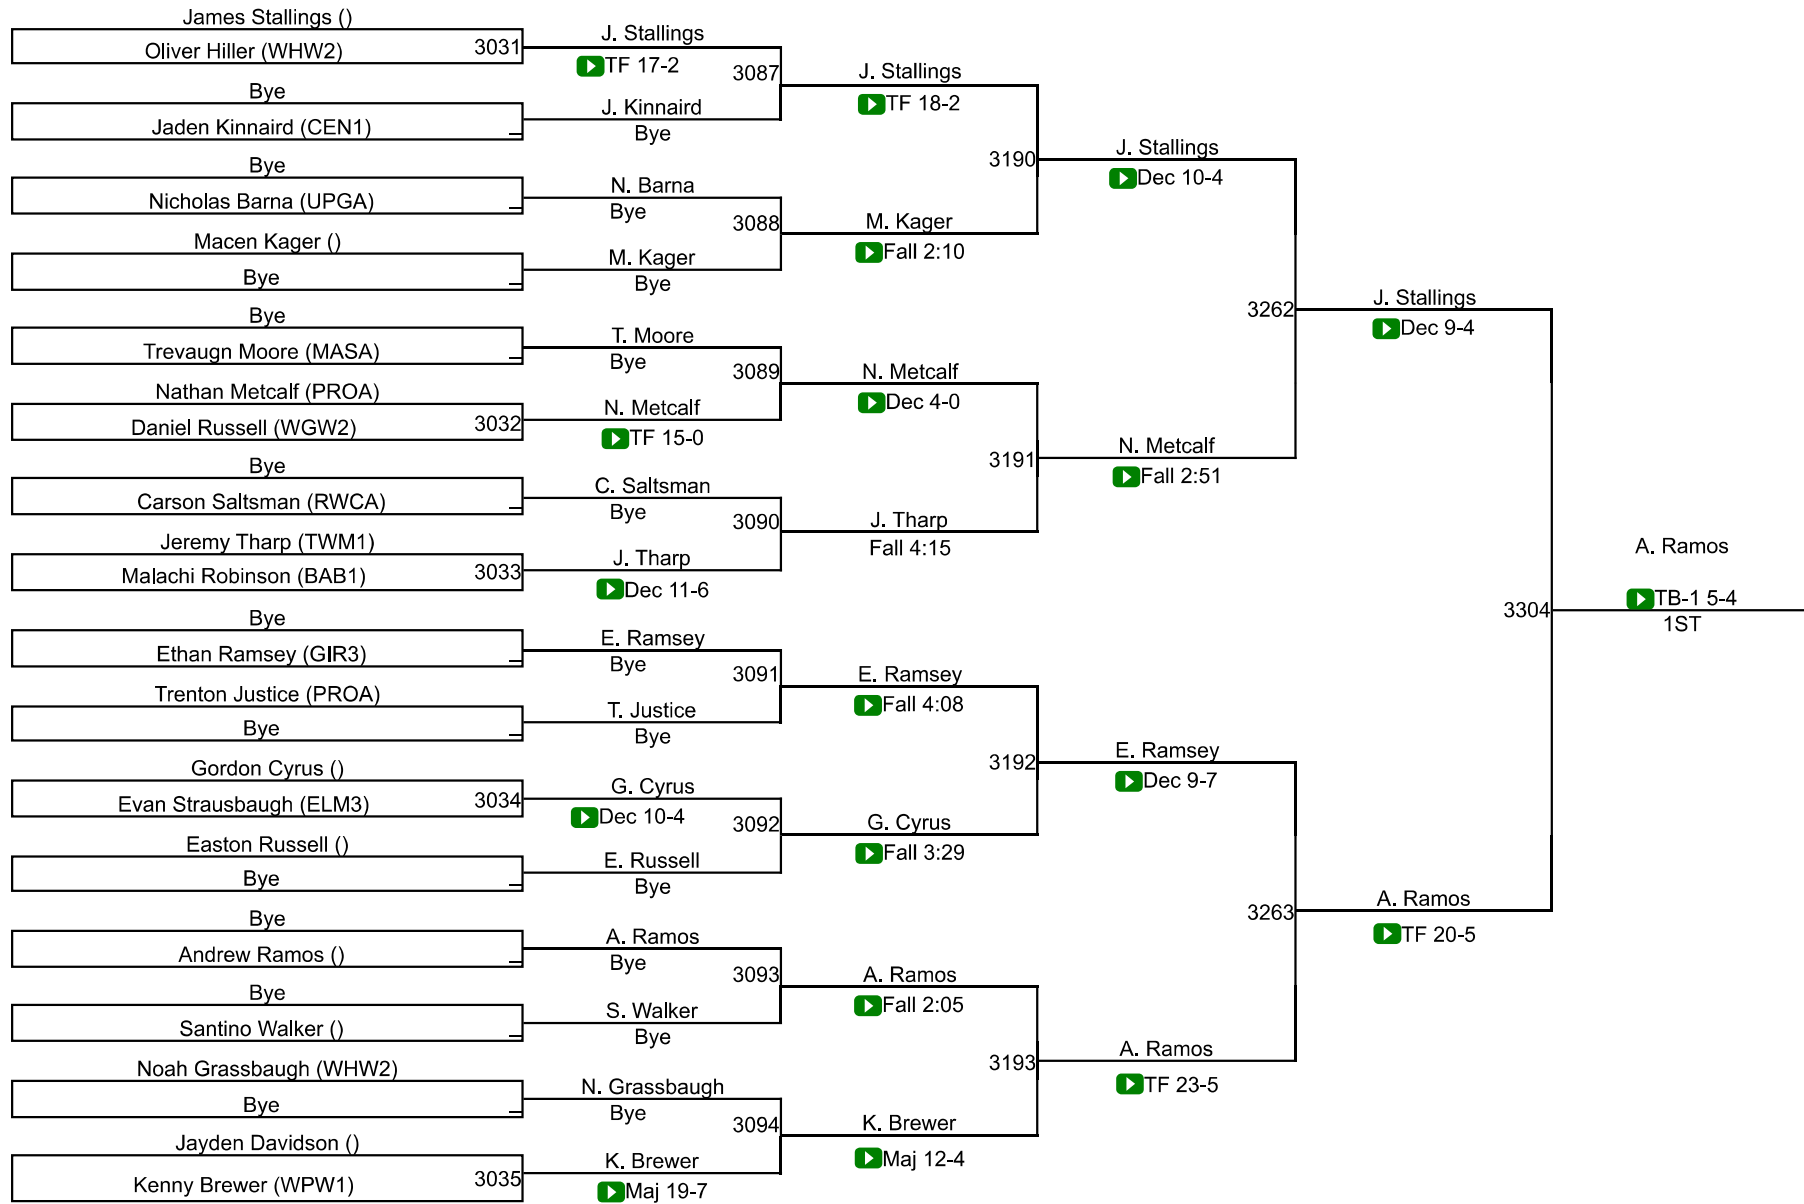 James Stallings ()
Oliver Hiller (WHW2) 3031
Bye
Jaden Kinnaird (CEN1)
Bye
Nicholas Barna (UPGA)
Macen Kager ()
Bye
Bye
Trevaugn Moore (MASA)
Nathan Metcalf (PROA)
Daniel Russell (WGW2) 3032
Bye
Carson Saltsman (RWCA)
Jeremy Tharp (TWM1)
Malachi Robinson (BAB1) 3033
Bye
Ethan Ramsey (GIR3)
Trenton Justice (PROA)
Bye
Gordon Cyrus ()
Evan Strausbaugh (ELM3) 3034
Easton Russell ()
Bye
Bye
Andrew Ramos ()
Bye
Santino Walker ()
Noah Grassbaugh (WHW2)
Bye
Jayden Davidson ()
Kenny Brewer (WPW1) 3035
J. Stallings
TF 17-2
3087
J. Kinnaird
Bye
N. Barna
Bye
3088
M. Kager
Bye
T. Moore
Bye
3089
N. Metcalf
TF 15-0
C. Saltsman
Bye
3090
J. Tharp
Dec 11-6
E. Ramsey
Bye
3091
T. Justice
Bye
G. Cyrus
Dec 10-4
3092
E. Russell
Bye
A. Ramos
Bye
3093
S. Walker
Bye
N. Grassbaugh
Bye
3094
K. Brewer
Maj 19-7
J. Stallings
TF 18-2
3190
M. Kager
Fall 2:10
N. Metcalf
Dec 4-0
3191
J. Tharp
Fall 4:15
E. Ramsey
Fall 4:08
3192
G. Cyrus
Fall 3:29
A. Ramos
Fall 2:05
3193
K. Brewer
Maj 12-4
J. Stallings
Dec 10-4
3262
N. Metcalf
Fall 2:51
E. Ramsey
Dec 9-7
3263
A. Ramos
TF 23-5
J. Stallings
Dec 9-4
3304
A. Ramos
TF 20-5
A. Ramos
TB-1 5-4
1ST